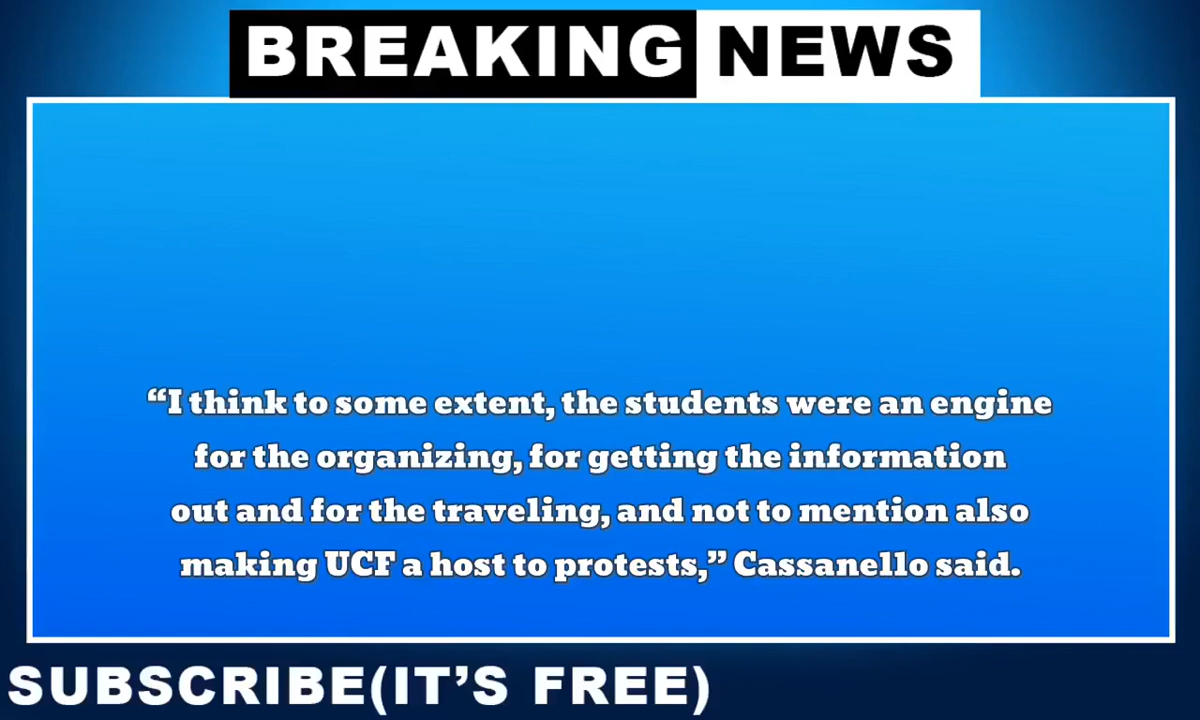 BREAKING NEWS
“I think to some extent, the students were an engine
for the organizing, for getting the information
out and for the traveling, and not to mention also
making UCF a host to protests,” Cassanello said.
SUBSCRIBE(IT’S FREE)